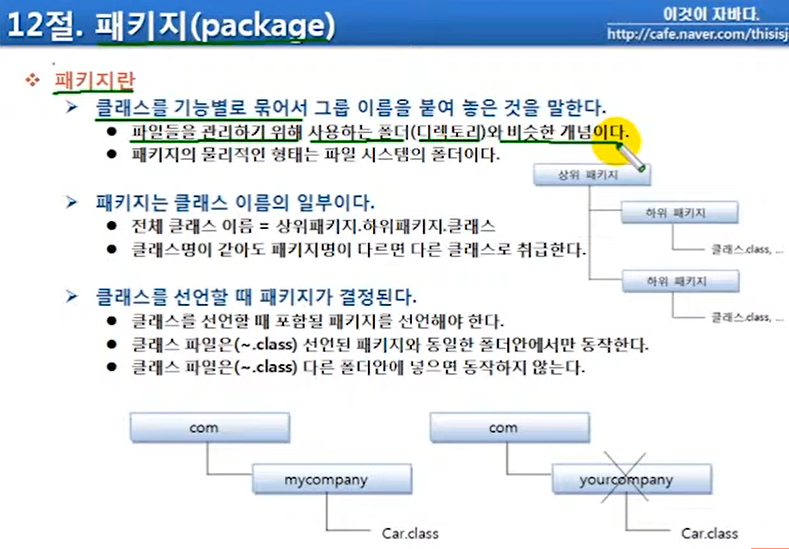 12절. 패키지(package)
이것이 자바다.
http://cafe.naver.com/thisisj
패키지란
클래스를 기능별로 묶어서 그룹 이름을 붙여 놓은 것을 말한다.
파일들을 관리하기 위해 사용하는 폴더(디렉토리)와 비슷한 개념이다.
패키지의 물리적인 형태는 파일 시스템의 폴더이다.
상위 패키지
하위 패키지
클래스.class, ...
하위 패키지
클래스.class, ...
패키지는 클래스 이름의 일부이다.
전체 클래스 이름 = 상위패키지.하위패키지.클래스
클래스명이 같아도 패키지명이 다르면 다른 클래스로 취급한다.
클래스를 선언할 때 패키지가 결정된다.
클래스를 선언할 때 포함될 패키지를 선언해야 한다.
클래스 파일은(~.class) 선언된 패키지와 동일한 폴더안에서만 동작한다.
클래스 파일은(~.class) 다른 폴더안에 넣으면 동작하지 않는다.
com
mycompany
Car.class
com
yourcompany
Car.class